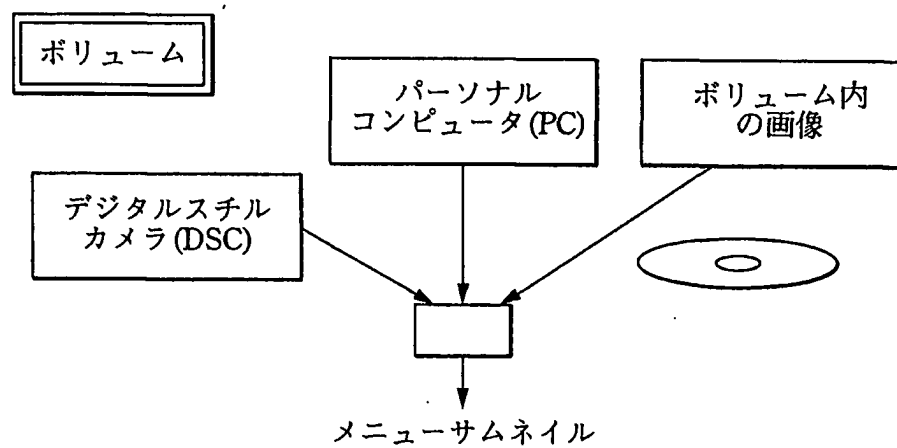 ボリューム
パーソナル
コンピュータ(PC)
ボリューム内
の画像
デジタルスチル
カメラ(DSC)
メニューサムネイル